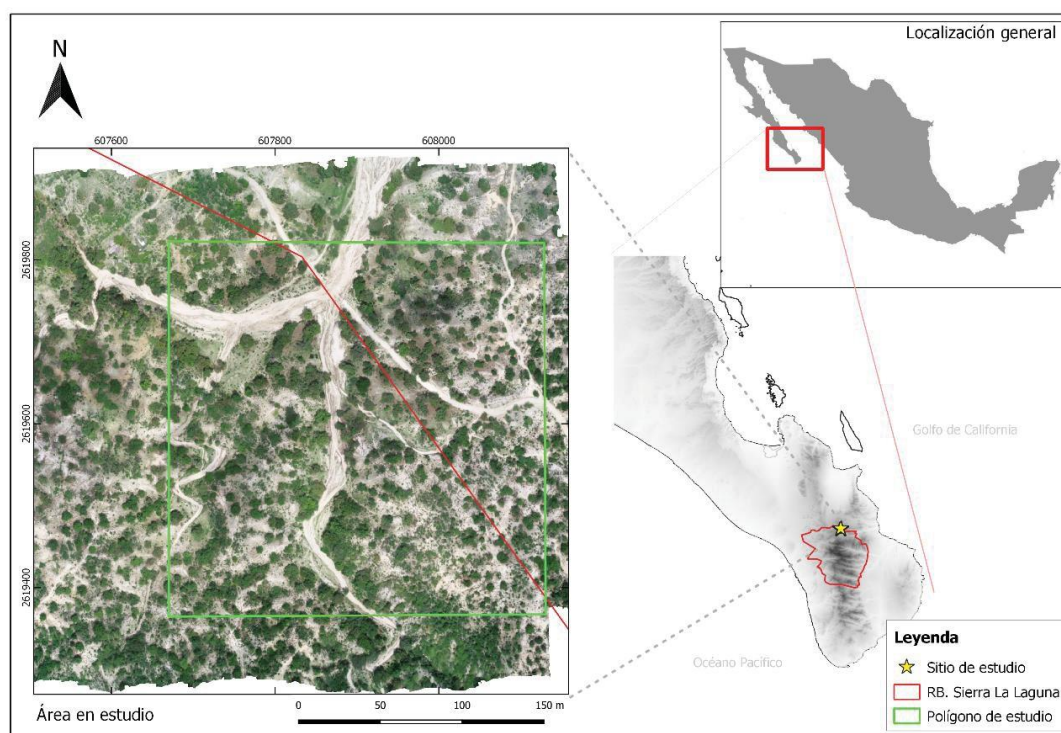 Localización general
N
607600
607800
608000
2619800
2619600
2619400
Golfo de California
Océano Pacífico
Leyenda
Sitio de estudio
RB. Sierra La Laguna
Polígono de estudio
Área en estudio
0
50
100
150 m